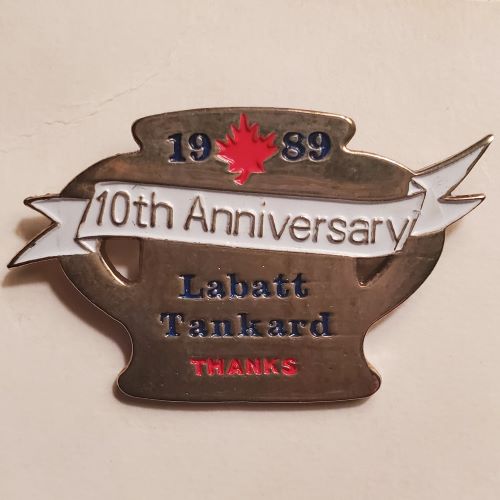 19 89
10th Anniversary
Labatt
Tankard
THANKS